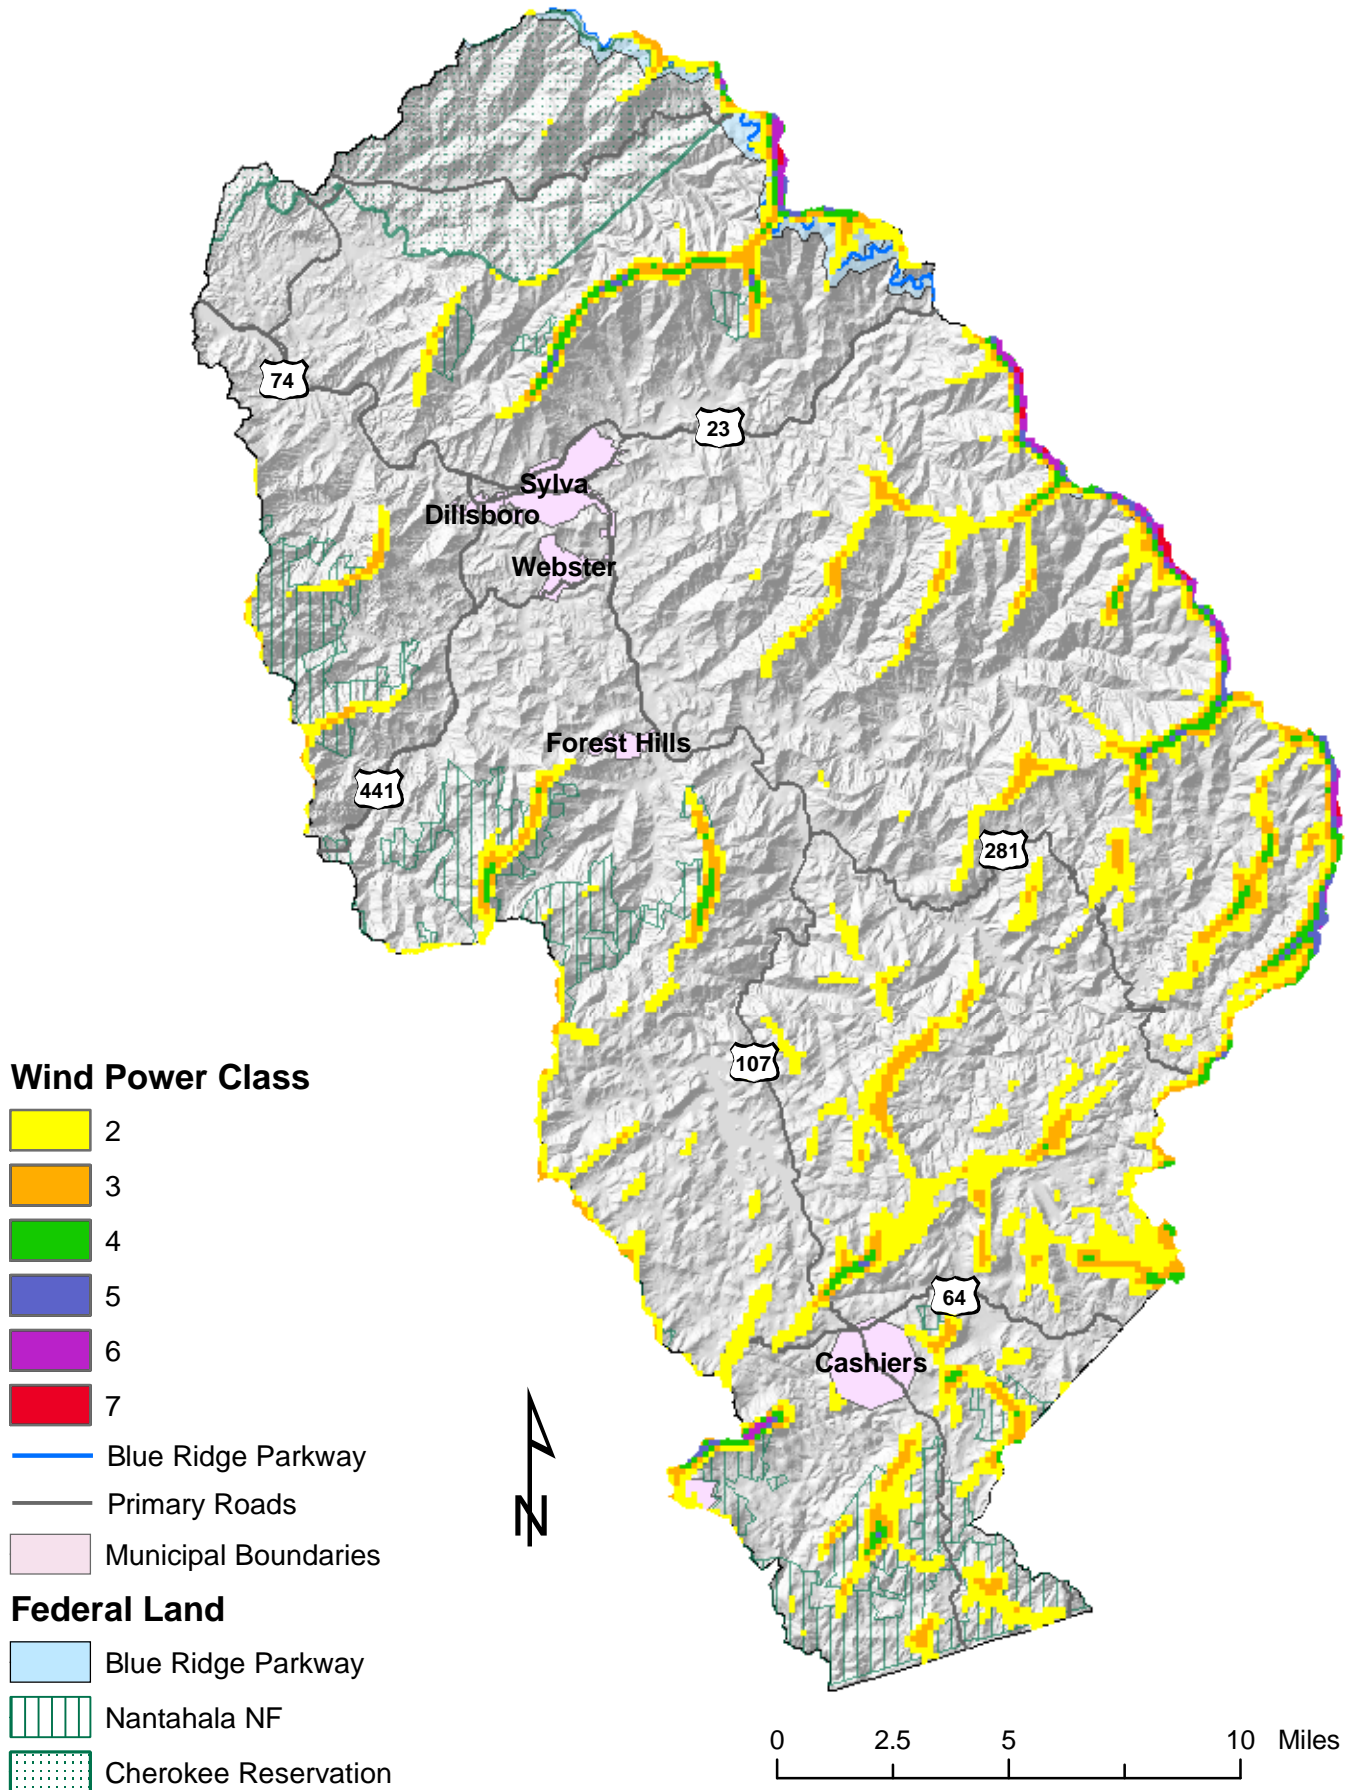 74
23
Sylva
Dillsboro
Webster
Forest Hills
441
281
107
64
Cashiers
Wind Power Class
2
3
4
5
6
7
Blue Ridge Parkway
Primary Roads
Municipal Boundaries
Federal Land
Blue Ridge Parkway
Nantahala NF
Cherokee Reservation
N
0 2.5 5 10 Miles